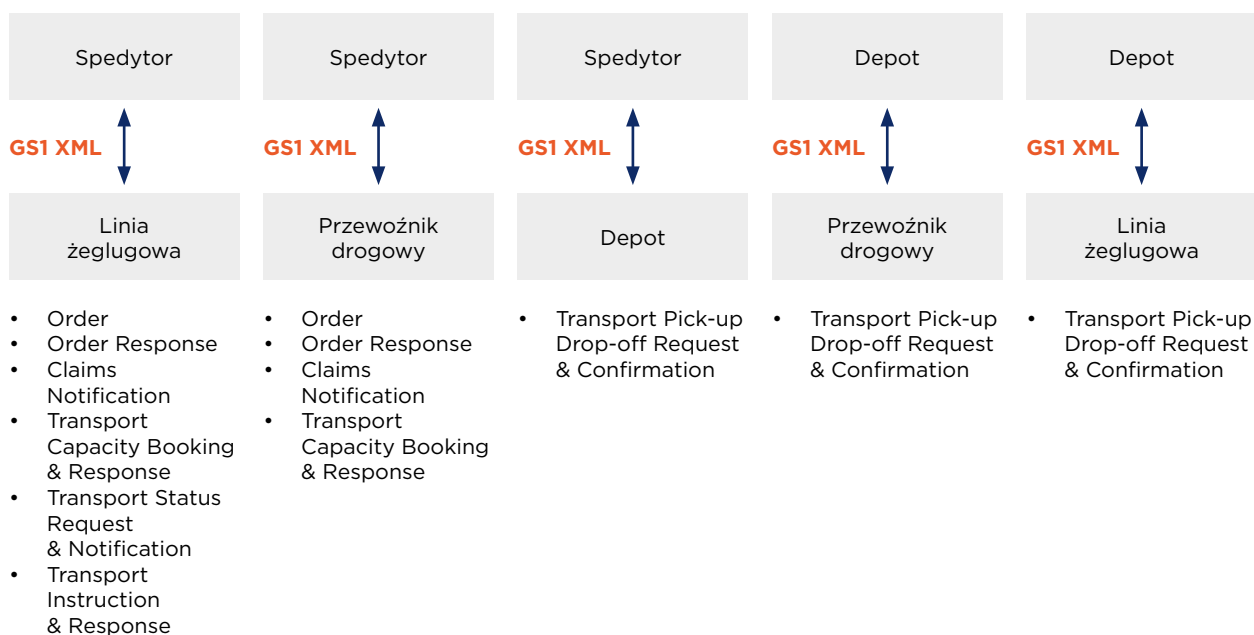 Spedytor
Spedytor
Spedytor
Depot
Depot
GS1 XML
GS1 XML
GS1 XML
GS1 XML
GS1 XML
Linia
żeglugowa
Przewoźnik
drogowy
Depot
Przewoźnik
drogowy
Linia
żeglugowa
• Order
• Order Response
• Claims
Notification
• Transport
Capacity Booking
& Response
• Transport Status
Request
& Notification
• Transport
Instruction
& Response
• Order
• Order Response
• Claims
Notification
• Transport
Capacity Booking
& Response
• Transport Pick-up
Drop-off Request
& Confirmation
• Transport Pick-up
Drop-off Request
& Confirmation
• Transport Pick-up
Drop-off Request
& Confirmation